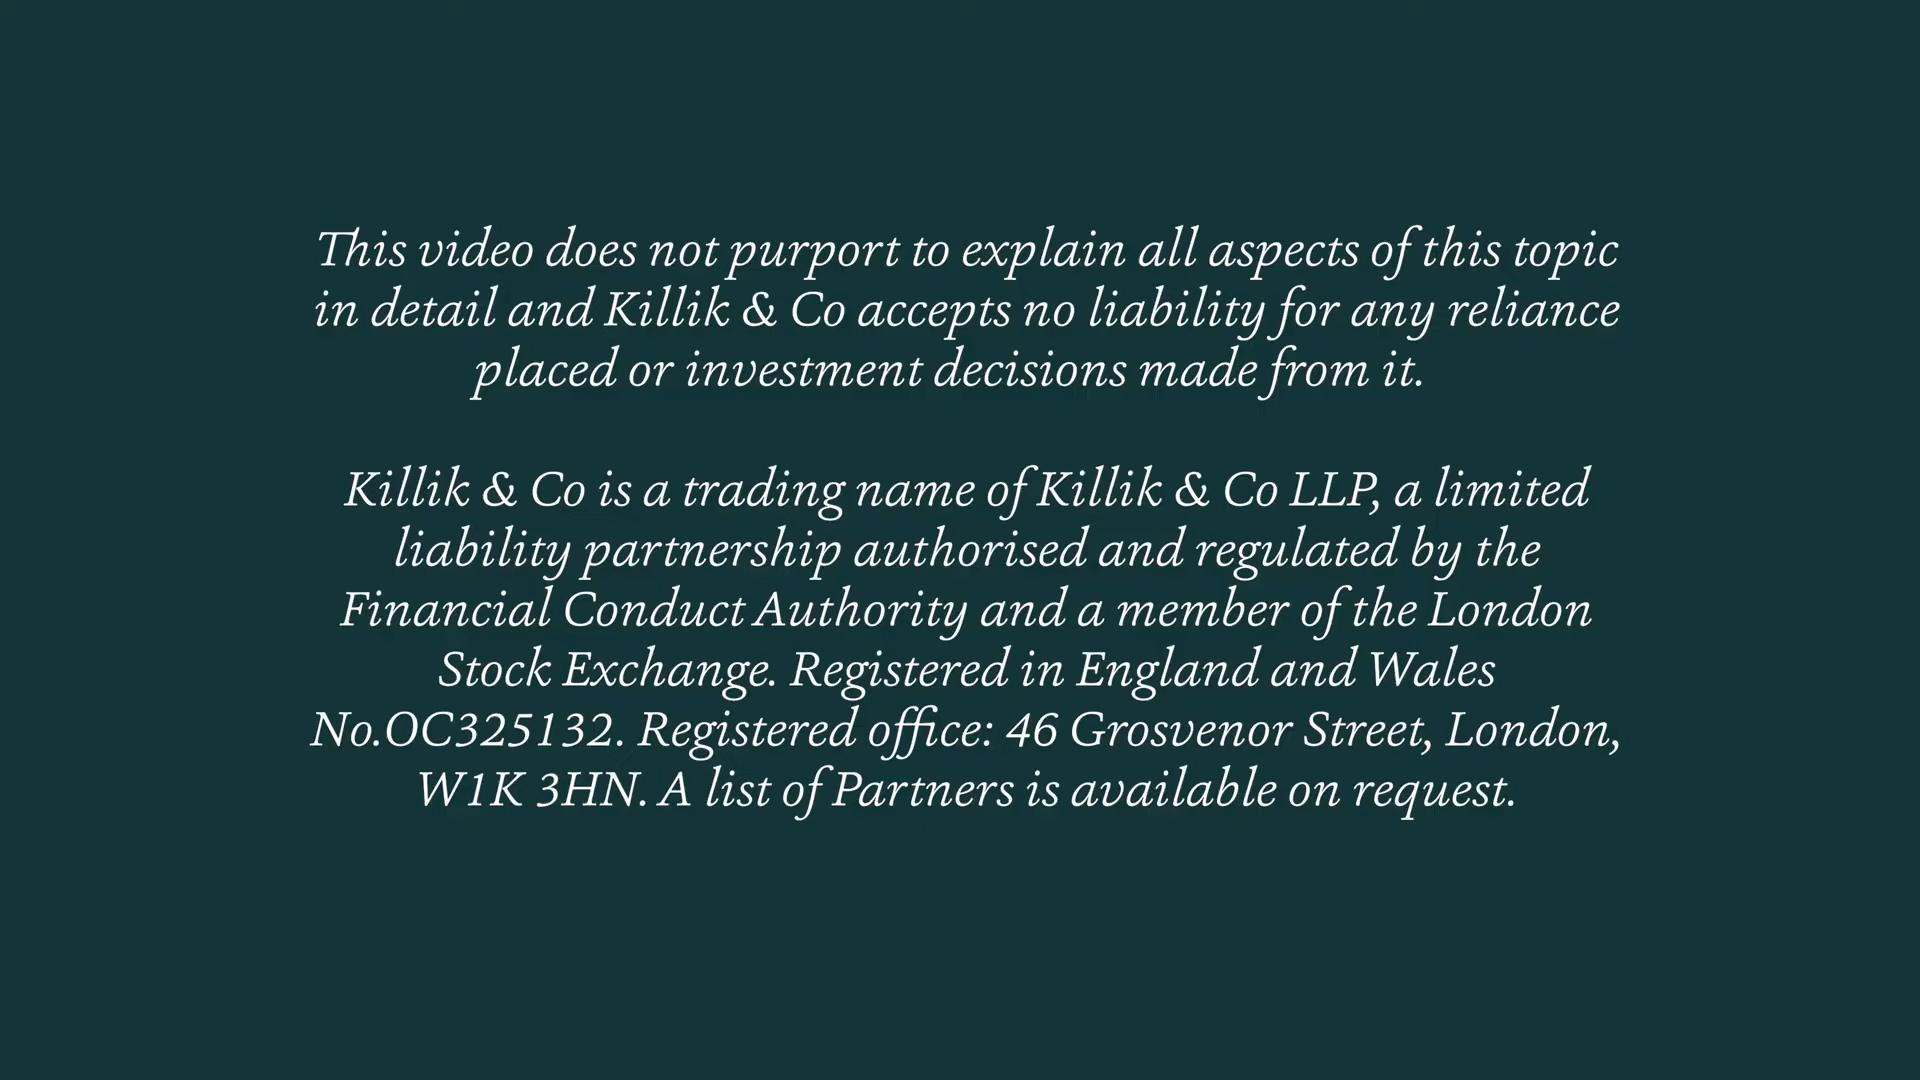 This video does not purport to explain all aspects of this topic
in detail and Killik & Co accepts no liability for any reliance
placed or investment decisions made from it.
Killik & Co is a trading name of Killik & Co LLP, a limited
liability partnership authorised and regulated by the
Financial Conduct Authority and a member of the London
Stock Exchange. Registered in England and Wales
No.OC325132. Registered office: 46 Grosvenor Street, London,
W1K 3HN. A list of Partners is available on request.